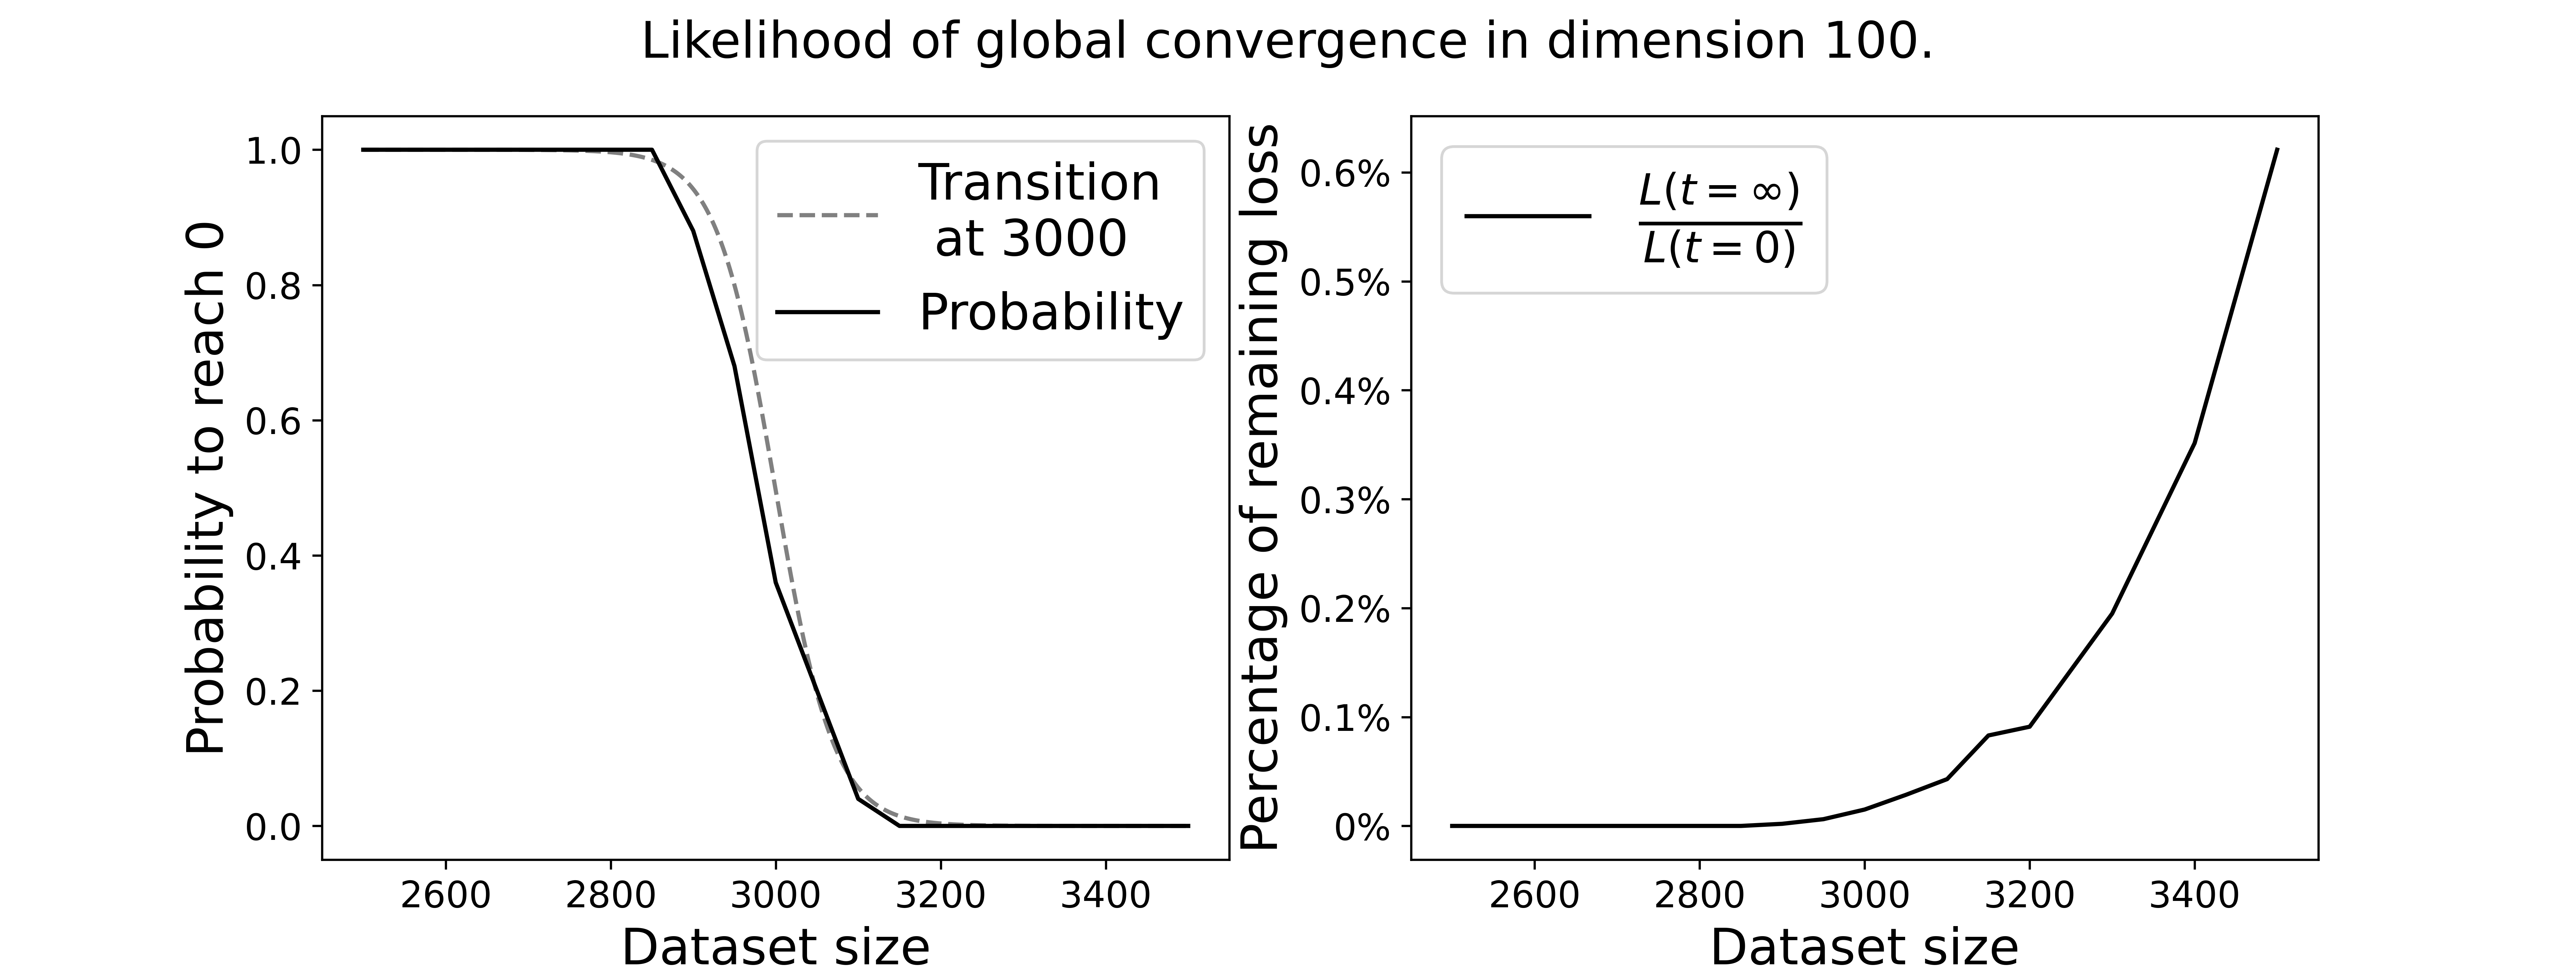 Likelihood of global convergence in dimension 100.
Probability to reach 0
1.0
0.8
0.6
0.4
0.2
0.0
Transition
at 3000
Probability
2600 2800 3000 3200 3400
Dataset size
Percentage of remaining loss
0.6%
0.5%
0.4%
0.3%
0.2%
0.1%
0%
L(t = ∞)
L(t = 0)
2600 2800 3000 3200 3400
Dataset size